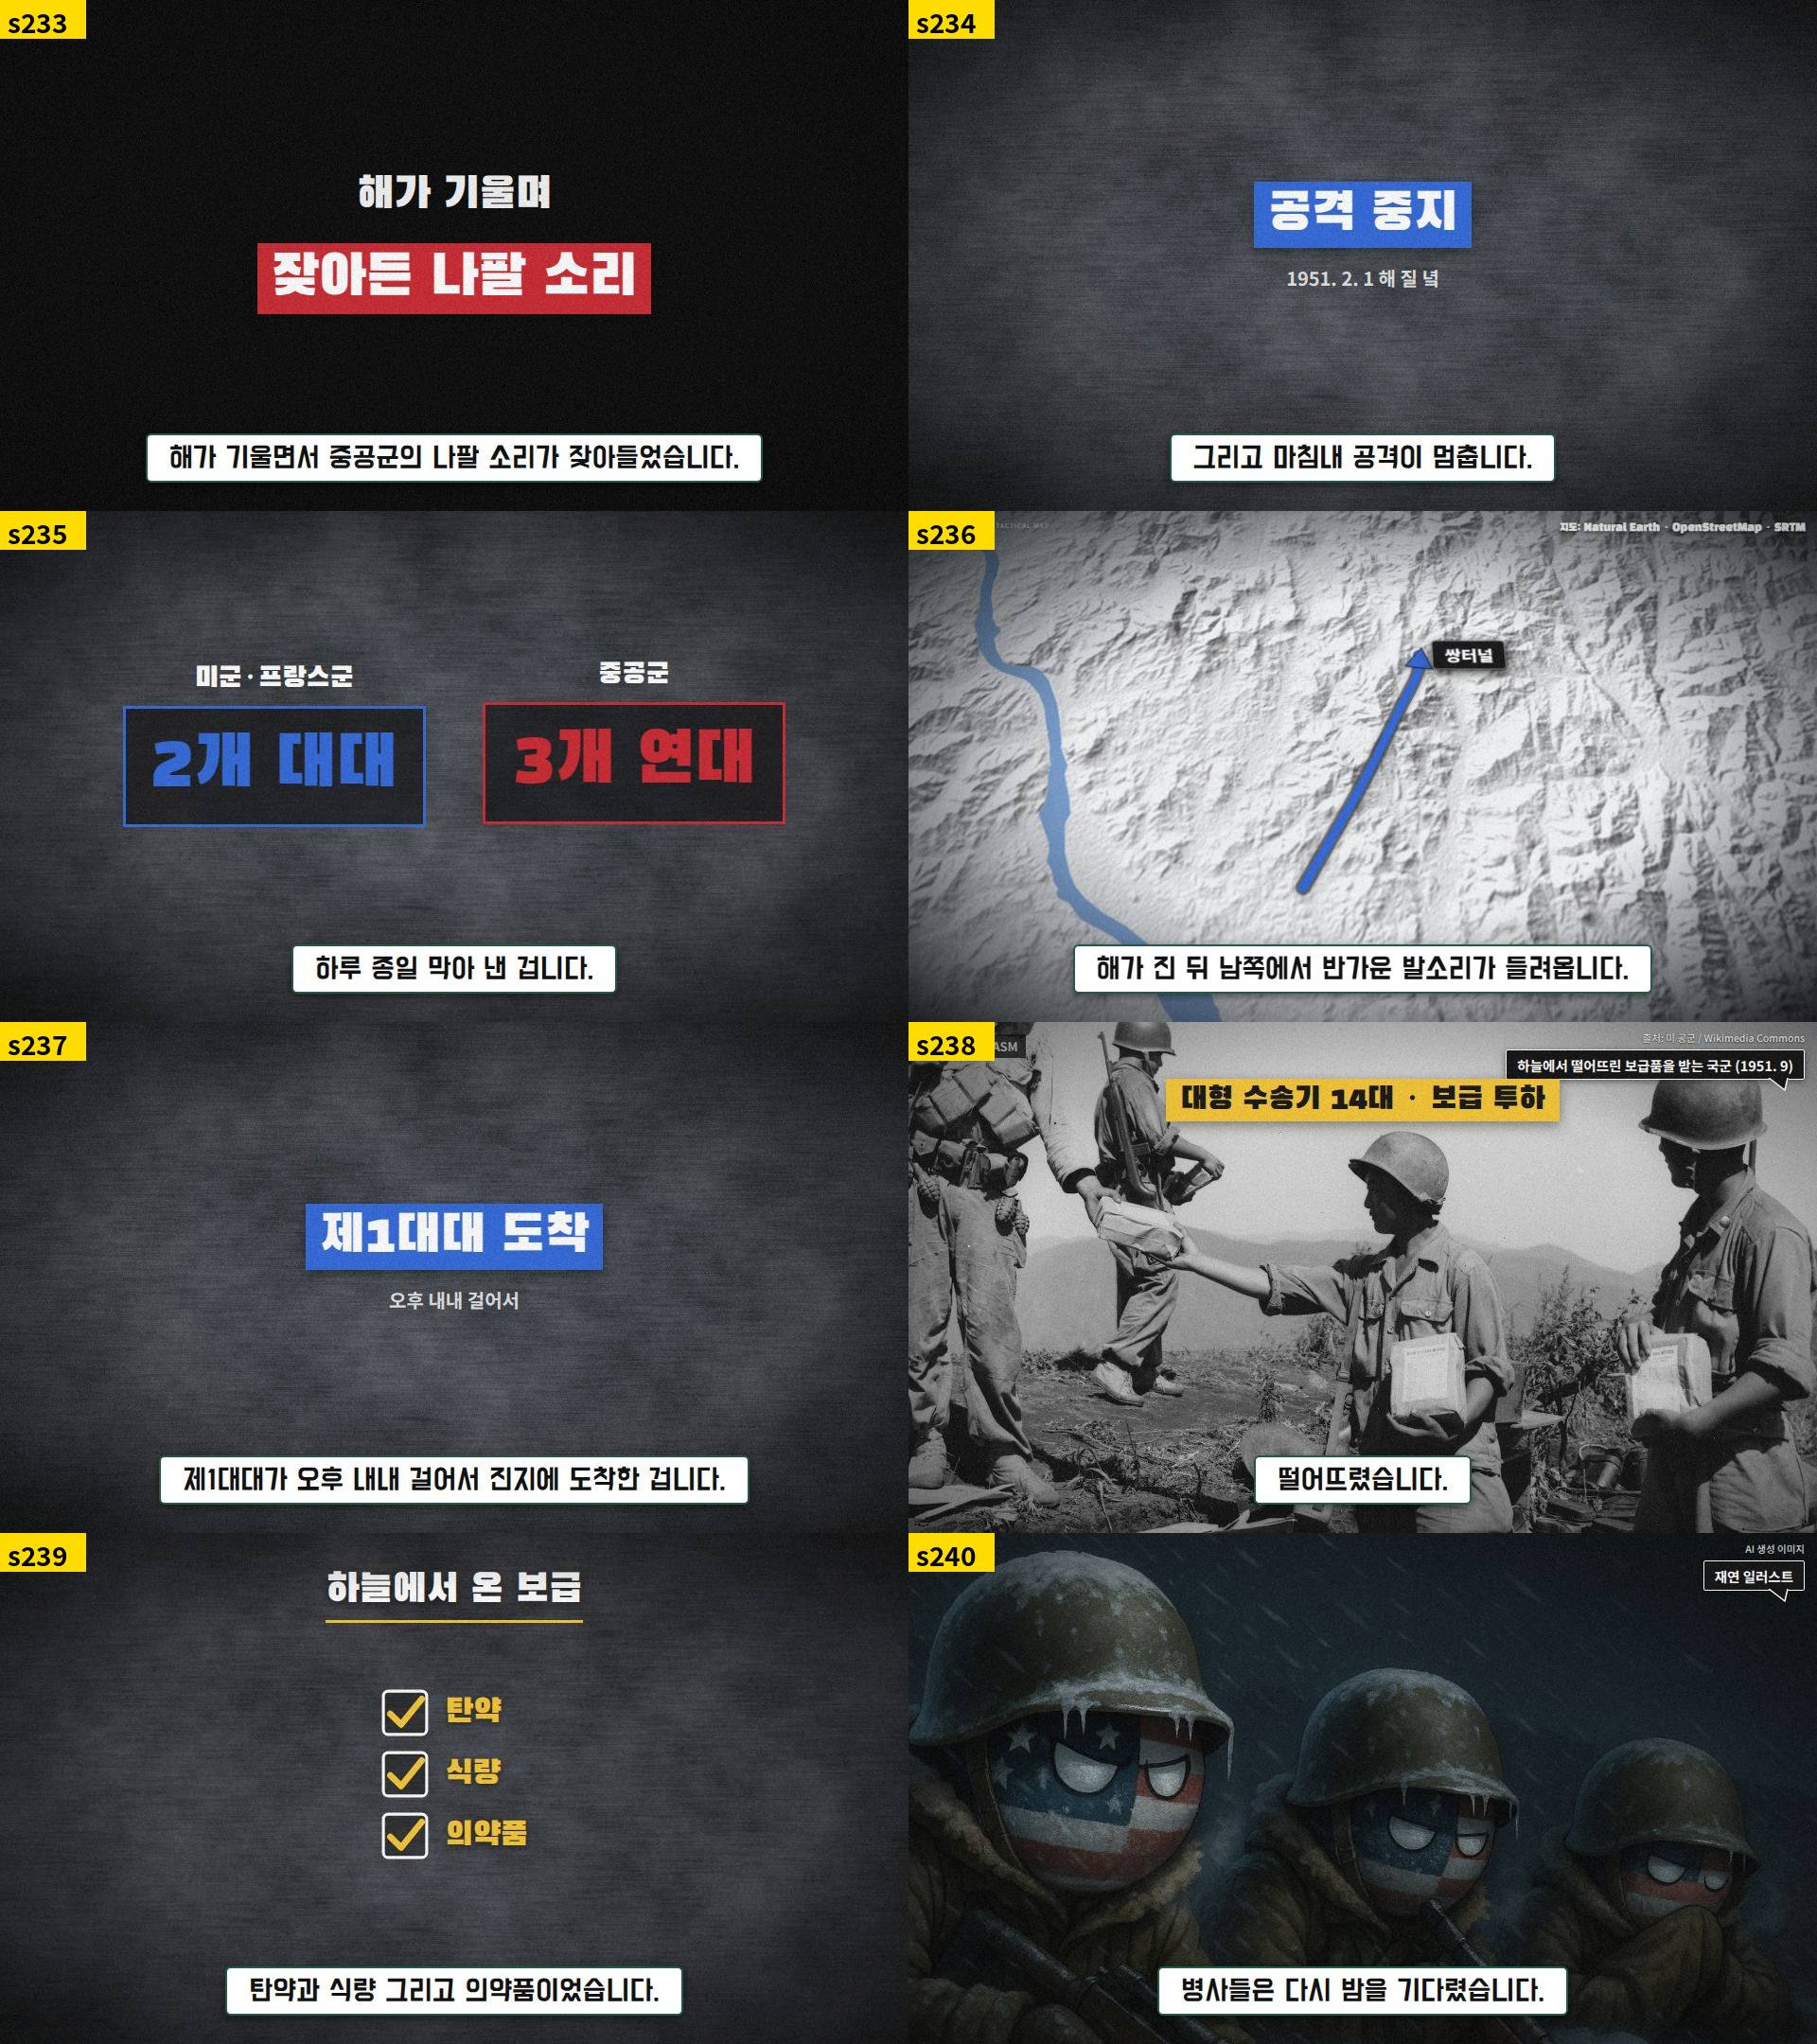 s233
해가 기울며
잦아든 나팔 소리
해가 기울면서 중공군의 나팔 소리가 잦아들었습니다.
s234
공격 중지
1951. 2. 1 해 질 녘
그리고 마침내 공격이 멈춥니다.
s235
미군·프랑스군
2개 대대
중공군
3개 연대
하루 종일 막아 낸 겁니다.
s236
TACTICAL MAP
지도: Natural Earth · OpenStreetMap · SRTM
쌍터널
해가 진 뒤 남쪽에서 반가운 발소리가 들려옵니다.
s237
제1대대 도착
오후 내내 걸어서
제1대대가 오후 내내 걸어서 진지에 도착한 겁니다.
s238
ASM
출처: 미 공군 / Wikimedia Commons
하늘에서 떨어뜨린 보급품을 받는 국군 (1951. 9)
대형 수송기 14대 · 보급 투하
떨어뜨렸습니다.
s239
하늘에서 온 보급
탄약
식량
의약품
탄약과 식량 그리고 의약품이었습니다.
s240
AI 생성 이미지
재연 일러스트
병사들은 다시 밤을 기다렸습니다.